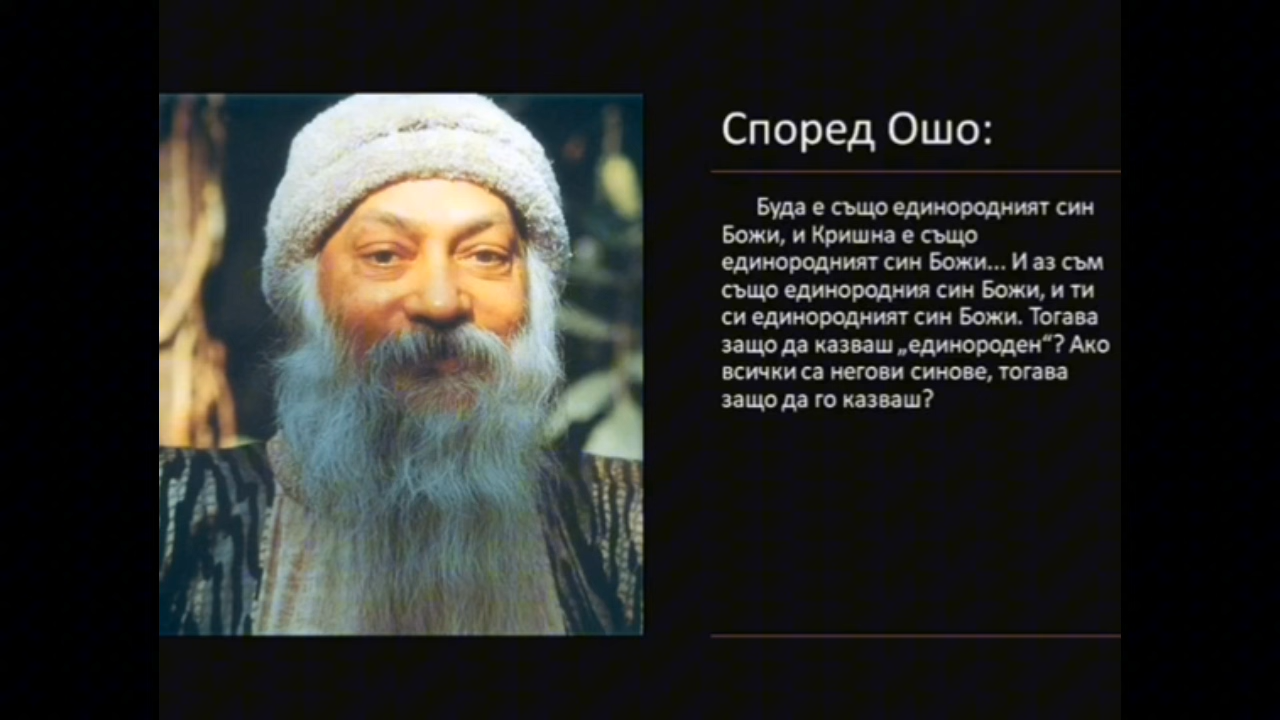 Според Ошо:
Буда е също единородният син
Божи, и Кришна е също
единородният син Божи... И аз съм
също единородния син Божи, и ти
си единородният син Божи. Тогава
защо да казваш „единороден“? Ако
всички са негови синове, тогава
защо да го казваш?